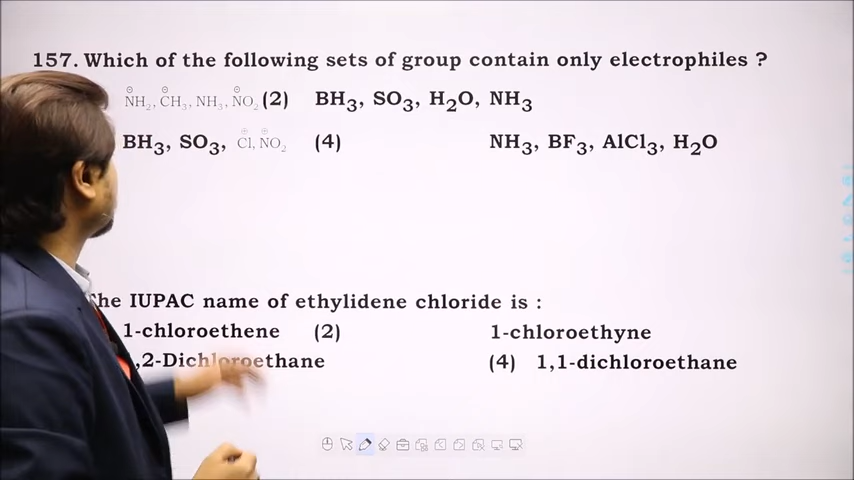 157. Which of the following sets of group contain only electrophiles ?
⊖NH₂, ⊖CH₃, NH₃, ⊖NO₂ (2) BH₃, SO₃, H₂O, NH₃
BH₃, SO₃, ⊕Cl, ⊕NO₂ (4) NH₃, BF₃, AlCl₃, H₂O
The IUPAC name of ethylidene chloride is :
1-chloroethene (2) 1-chloroethyne
,2-Dichloroethane (4) 1,1-dichloroethane